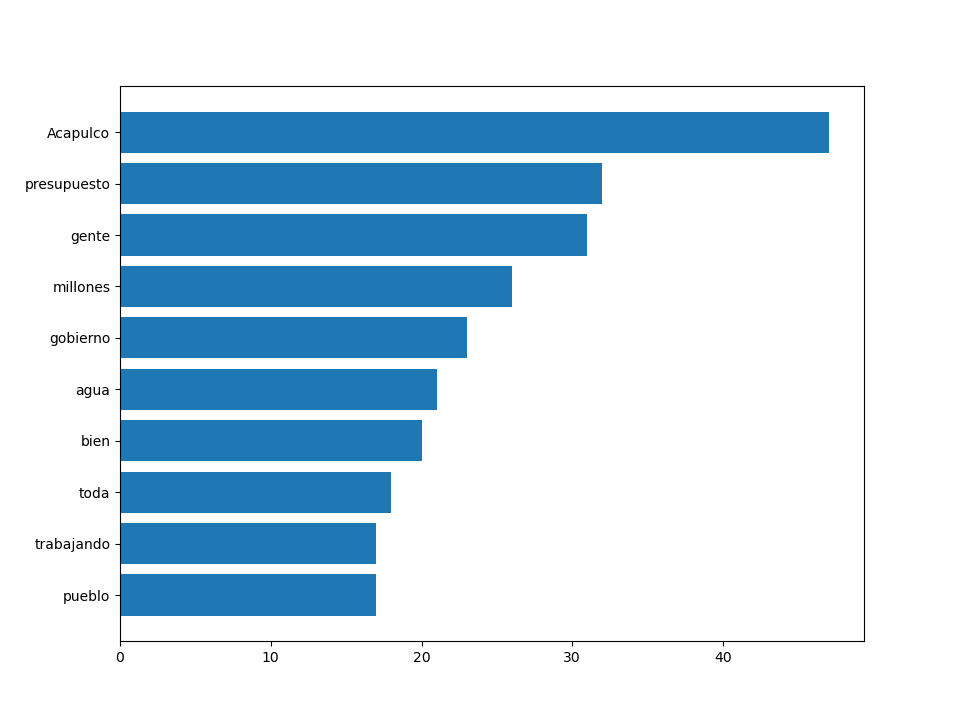 Acapulco
presupuesto
gente
millones
gobierno
agua
bien
toda
trabajando
pueblo
0 10 20 30 40